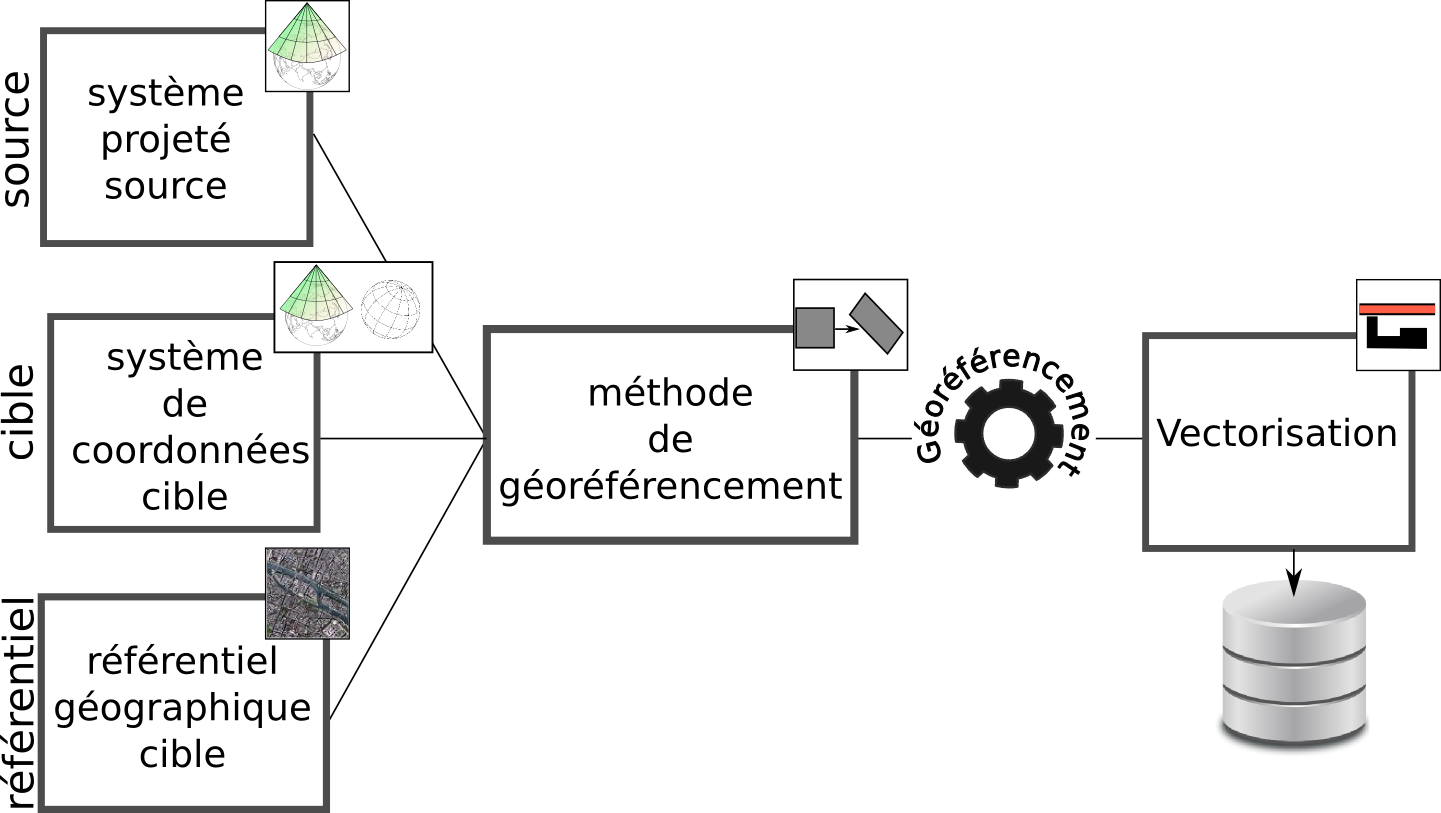 source
système
projeté
source
cible
système
de
coordonnées
cible
référentiel
référentiel
géographique
cible
méthode
de
géoréférencement
Géoréférencement
Vectorisation